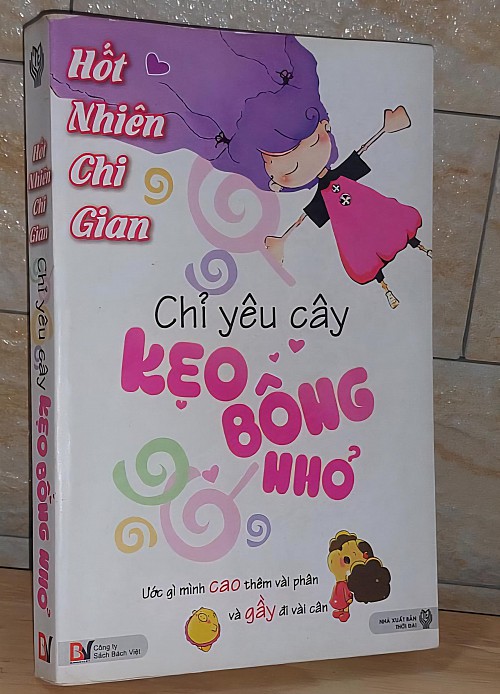 Hốt
Nhiên
Chi
Gian
Chỉ yêu cây
KẸO
BÔNG
NHỎ
Ước gì mình cao thêm vài phân
và gầy đi vài cân
BV Công ty
Sách Bách Việt
NHÀ XUẤT BẢN
THỜI ĐẠI
Hốt Nhiên Chi Gian Chỉ yêu cây KẸO BÔNG NHỎ
BV